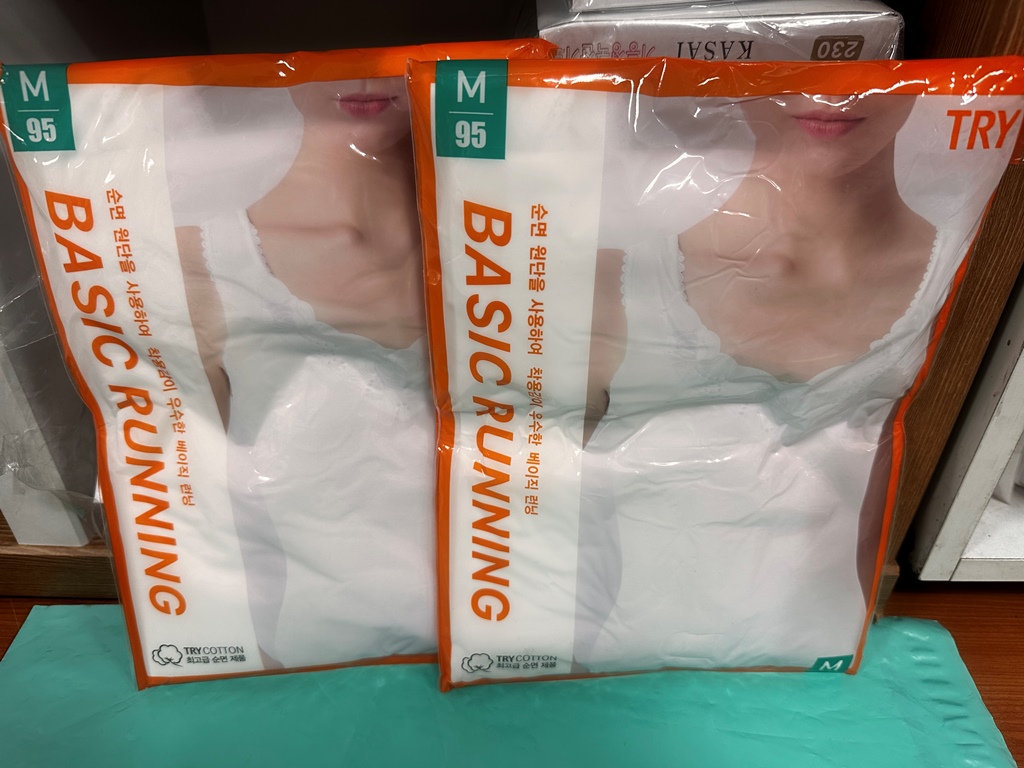 M
95
BASIC RUNNING
순면 원단을 사용하여 착용감이 우수한 베이직 런닝
TRY COTTON
최고급 순면 제품
M
95
TRY
BASIC RUNNING
순면 원단을 사용하여 착용감이 우수한 베이직 런닝
TRY COTTON
최고급 순면 제품
M
KASAI
230